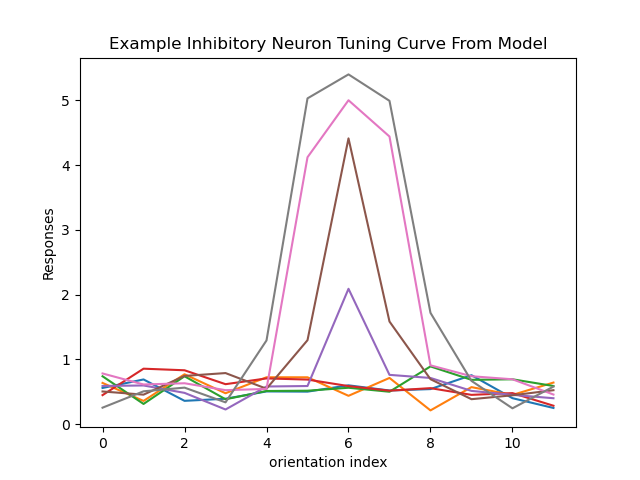 Example Inhibitory Neuron Tuning Curve From Model
Responses
5
4
3
2
1
0
0 2 4 6 8 10
orientation index